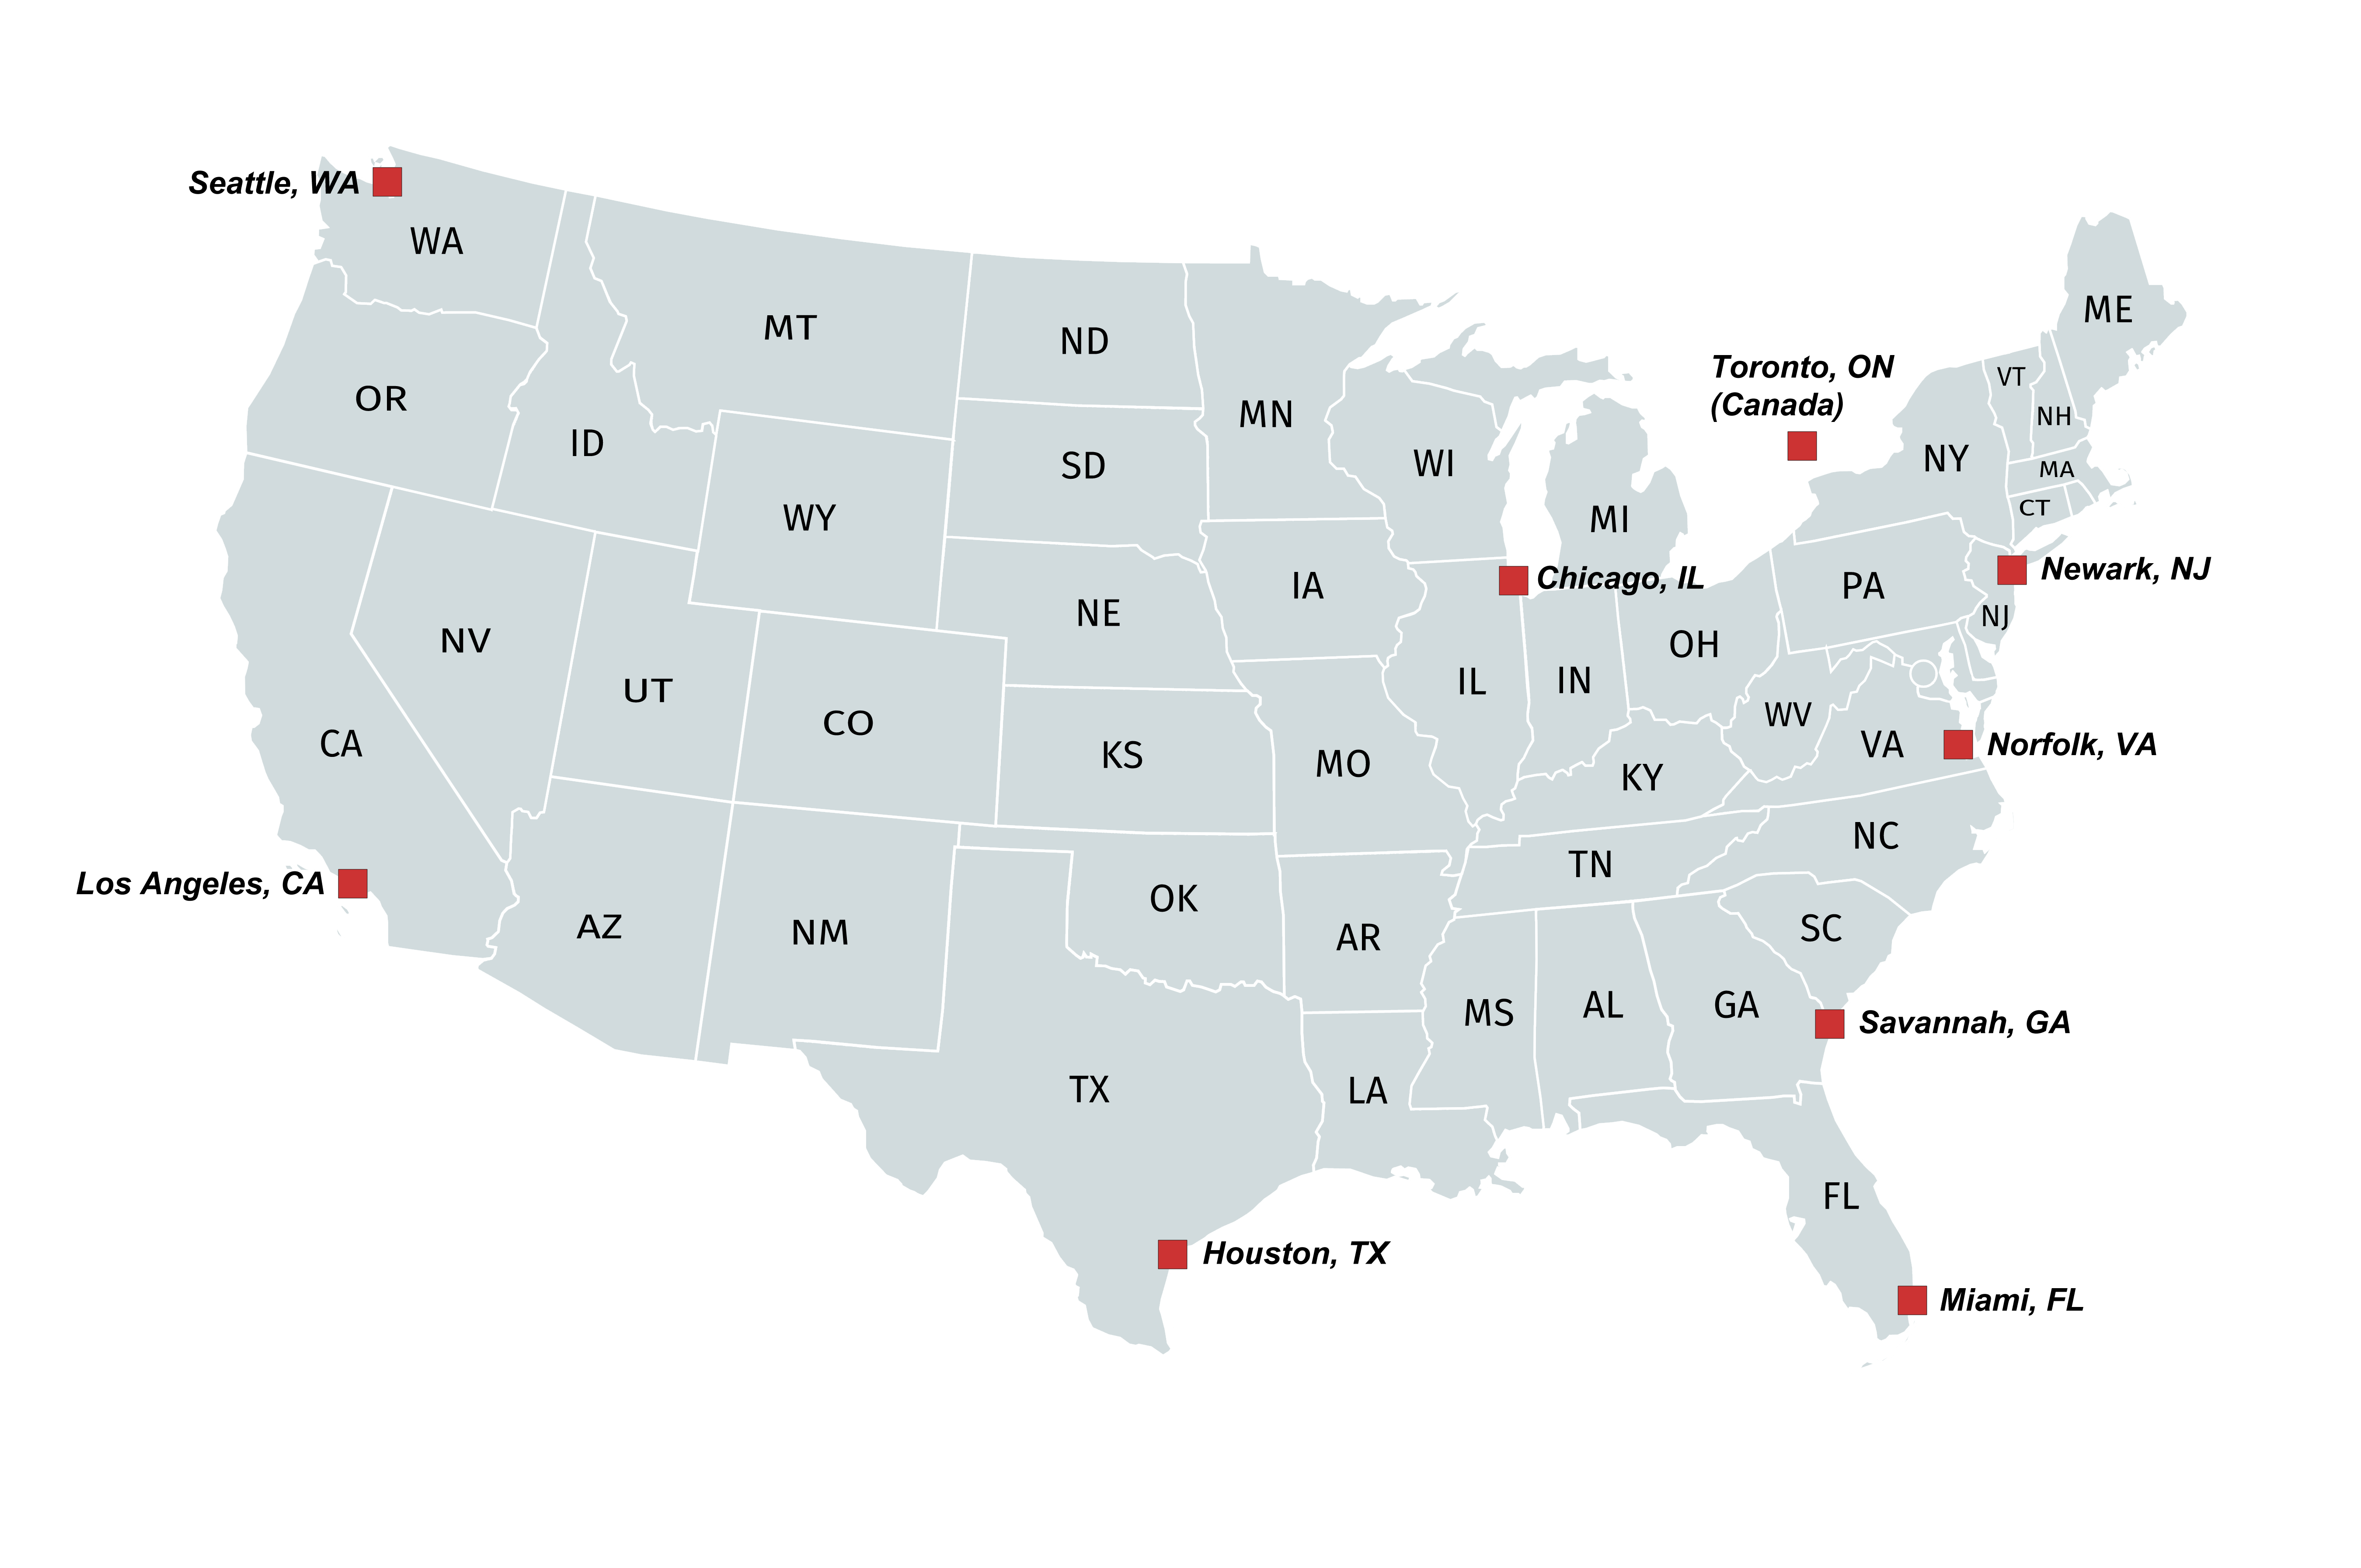 Seattle, WA
WA
ME
MT
ND
Toronto, ON
(Canada)
VT
OR
MN
NH
ID
WI
NY
SD
MA
WY
CT
MI
Newark, NJ
Chicago, IL
IA
PA
NE
NJ
NV
OH
UT
IL
IN
WV
CO
CA
VA
Norfolk, VA
KS
MO
KY
NC
TN
Los Angeles, CA
OK
AZ
NM
AR
SC
GA
AL
MS
Savannah, GA
TX
LA
FL
Houston, TX
Miami, FL